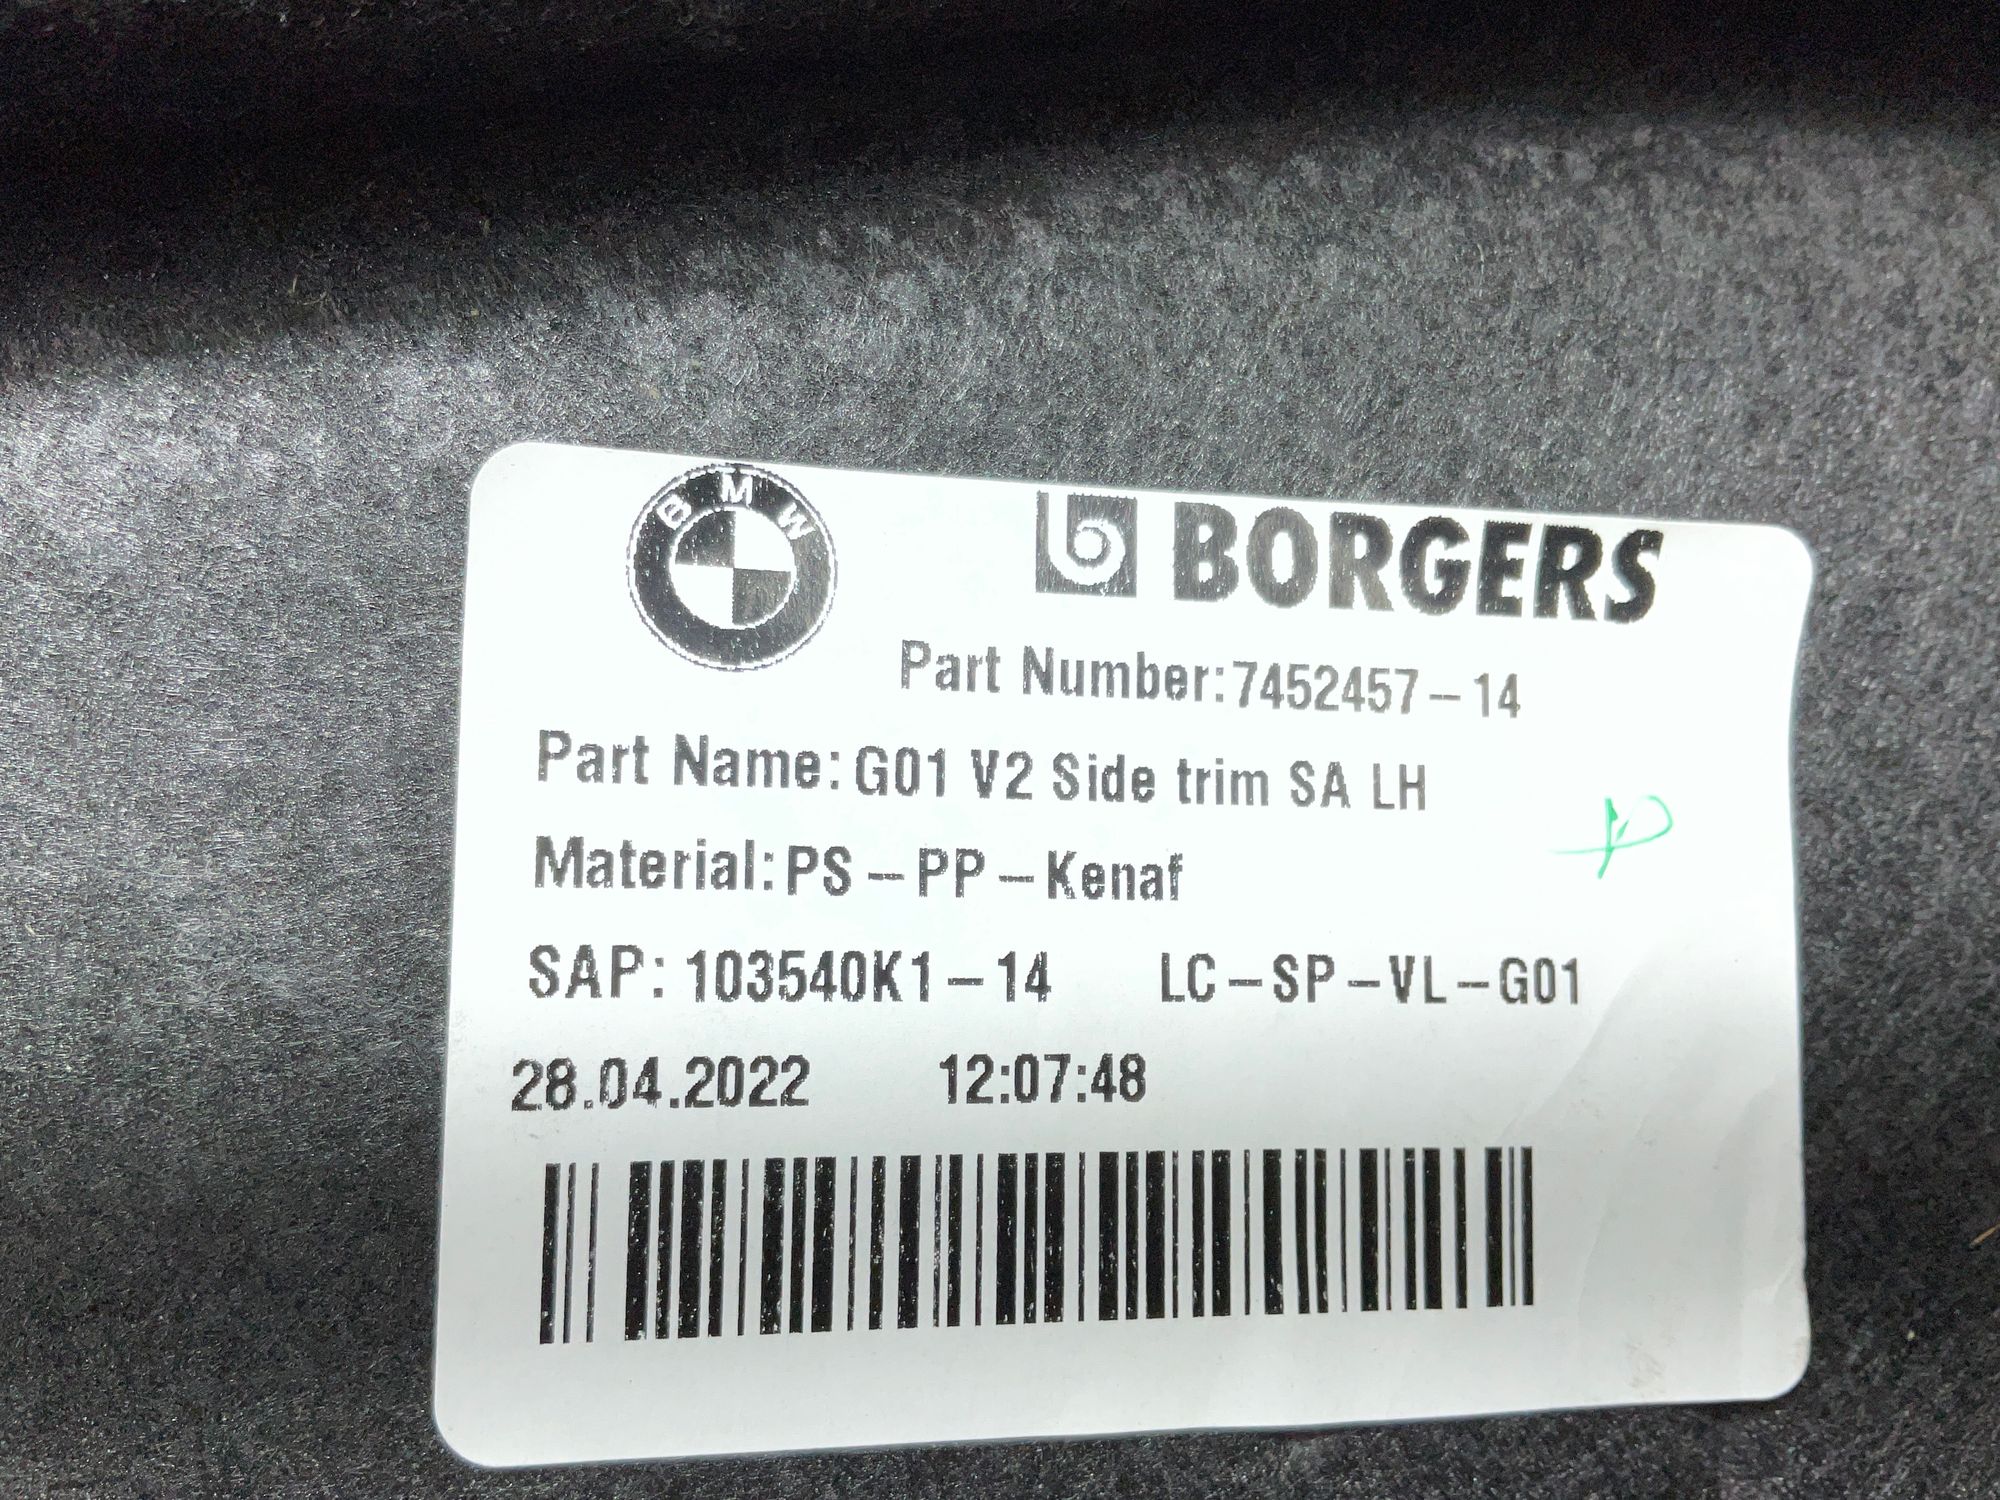 BMW
BORGERS
Part Number:7452457-14
Part Name:G01 V2 Side trim SA LH
Material:PS-PP-Kenaf
SAP:103540K1-14 LC-SP-VL-G01
28.04.2022 12:07:48